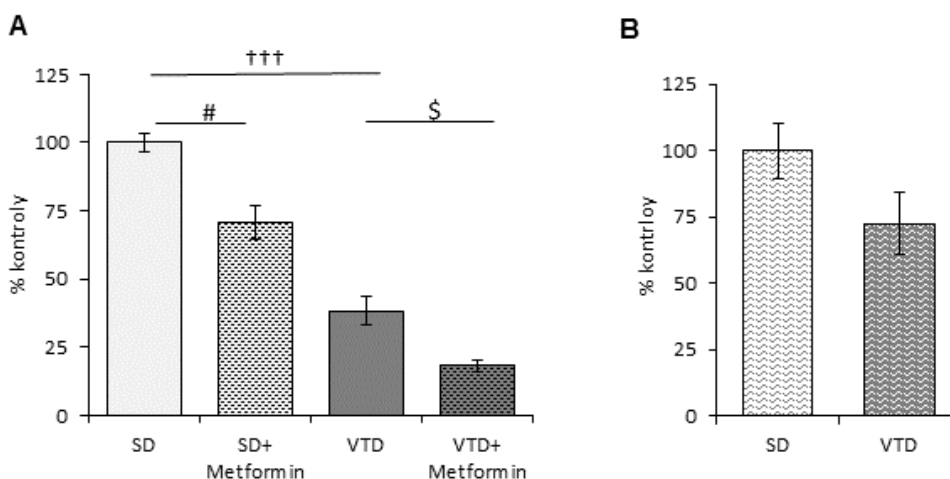 A
†††
#
$
125
100
75
50
25
0
% kontroly
SD
SD+
Metformin
VTD
VTD+
Metformin
B
125
100
75
50
25
0
% kontrloy
SD
VTD